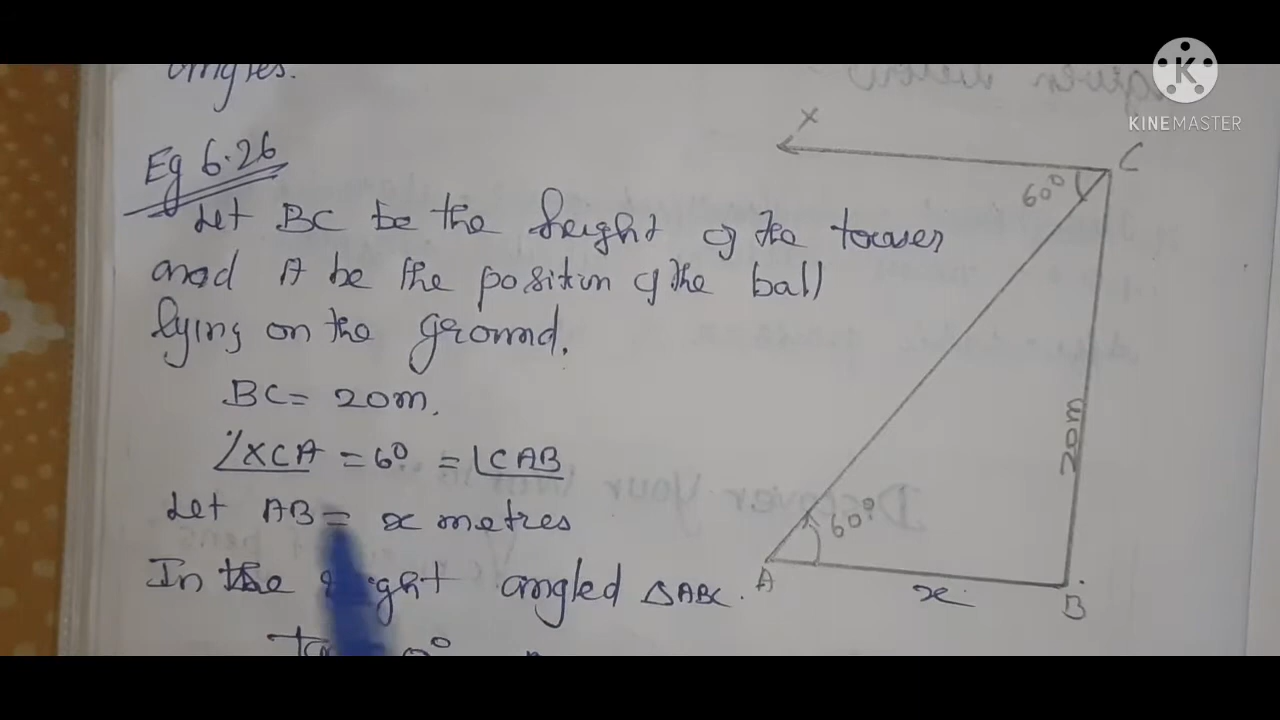 angles.
Eg 6.26
Let BC be the height of the tower
and A be the position of the ball
lying on the ground.
BC = 20m.
∠XCA = 60 = ∠CAB
Let AB = x metres
In the right angled △ABC.
X
C
60°
20m
60°
A
x
B
KINEMASTER